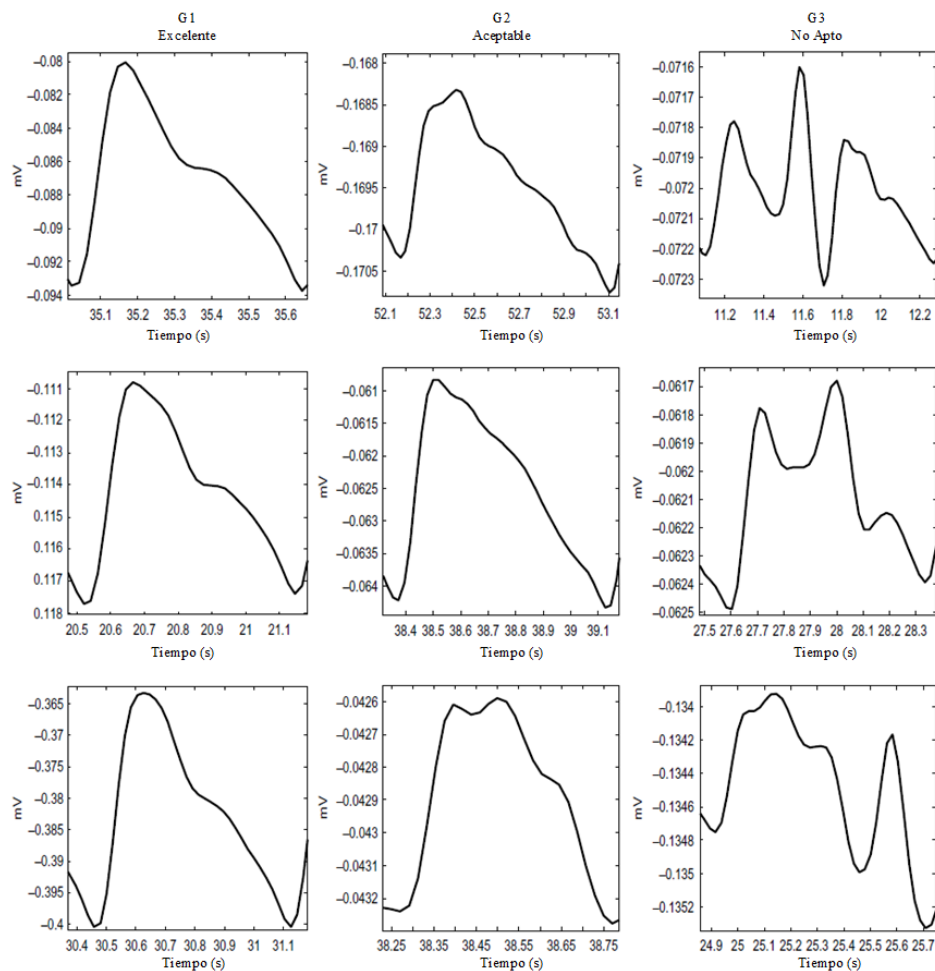 G1
Excelente
G2
Aceptable
G3
No Apto
mV
−0.08
−0.082
−0.084
−0.086
−0.088
−0.09
−0.092
−0.094
35.1 35.2 35.3 35.4 35.5 35.6
Tiempo (s)
mV
−0.168
−0.1685
−0.169
−0.1695
−0.17
−0.1705
52.1 52.3 52.4 52.6 52.7 52.8 52.9 53.1
Tiempo (s)
mV
−0.0716
−0.0717
−0.0718
−0.0719
−0.072
−0.0721
−0.0722
−0.0723
11.2 11.4 11.6 11.8 12 12.2
Tiempo (s)
mV
−0.111
−0.112
−0.113
−0.114
0.115
0.116
0.117
0.118
20.5 20.6 20.7 20.8 20.9 21 21.1
Tiempo (s)
mV
−0.061
−0.0615
−0.062
−0.0625
−0.063
−0.0635
−0.064
38.4 38.5 38.6 38.7 38.8 38.9 39 39.1
Tiempo (s)
mV
−0.0617
−0.0618
−0.0619
−0.062
−0.0621
−0.0622
−0.0623
−0.0624
−0.0625
27.5 27.6 27.7 27.8 27.9 28 28.1 28.2 28.3
Tiempo (s)
mV
−0.365
−0.37
−0.375
−0.38
−0.385
−0.39
−0.395
−0.4
30.4 30.5 30.6 30.7 30.8 30.9 31 31.1
Tiempo (s)
mV
−0.0426
−0.0427
−0.0428
−0.0429
−0.043
−0.0431
−0.0432
38.25 38.35 38.45 38.55 38.65 38.75
Tiempo (s)
mV
−0.134
−0.1342
−0.1344
−0.1346
−0.1348
−0.135
−0.1352
24.9 25 25.1 25.2 25.3 25.4 25.5 25.6 25.7
Tiempo (s)